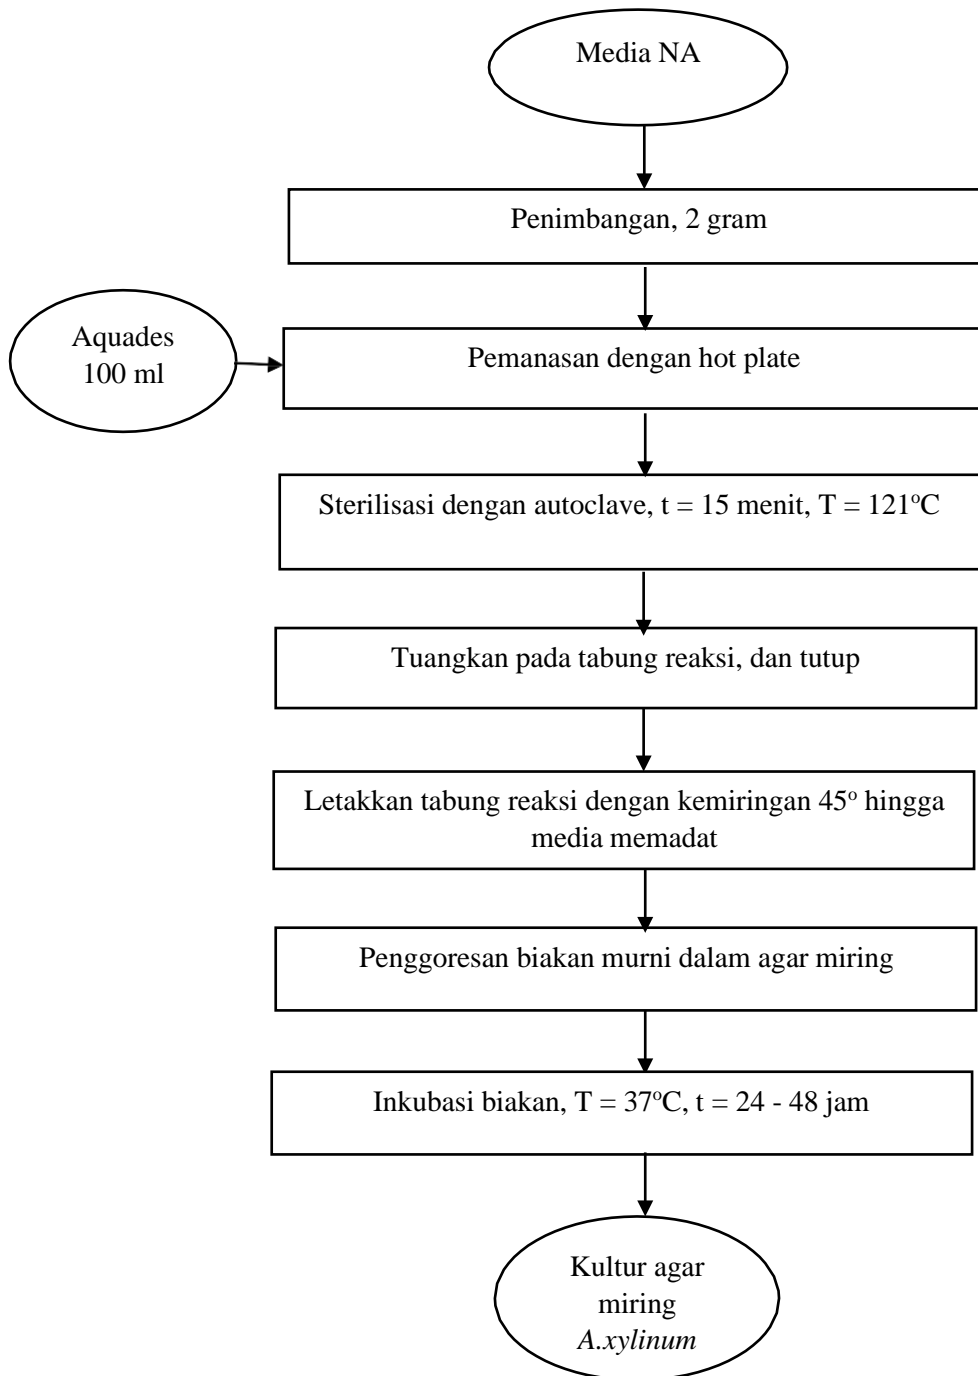 Media NA
Penimbangan, 2 gram
Aquades
100 ml
Pemanasan dengan hot plate
Sterilisasi dengan autoclave, t = 15 menit, T = 121°C
Tuangkan pada tabung reaksi, dan tutup
Letakkan tabung reaksi dengan kemiringan 45° hingga
media memadat
Penggoresan biakan murni dalam agar miring
Inkubasi biakan, T = 37°C, t = 24 - 48 jam
Kultur agar
miring
A.xylinum